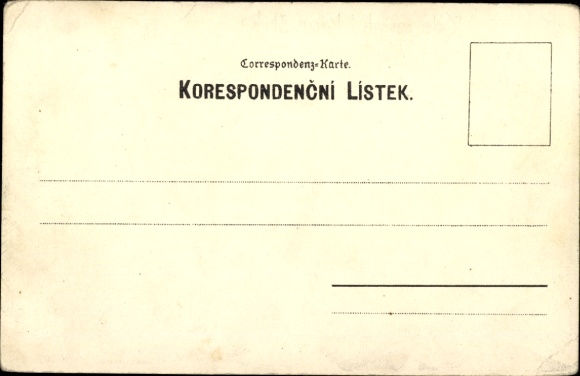 Correspondenz-Karte.
KORESPONDENČNÍ LÍSTEK.